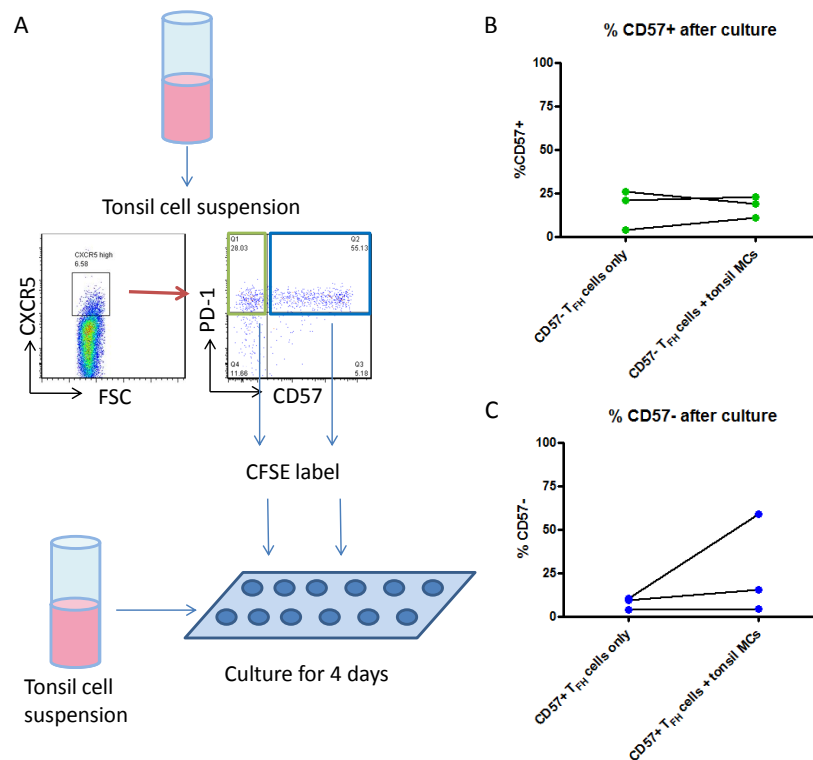 A
Tonsil cell suspension
CXCR5 high
6.58
CXCR5
FSC
Q1
28.03
Q2
55.13
Q4
11.66
Q3
5.18
PD-1
CD57
CFSE label
Tonsil cell
suspension
Culture for 4 days
B
% CD57+ after culture
%CD57+
100
75
50
25
0
CD57- TFH cells only
CD57- TFH cells + tonsil MCs
C
% CD57- after culture
% CD57-
100
75
50
25
0
CD57+ TFH cells only
CD57+ TFH cells + tonsil MCs